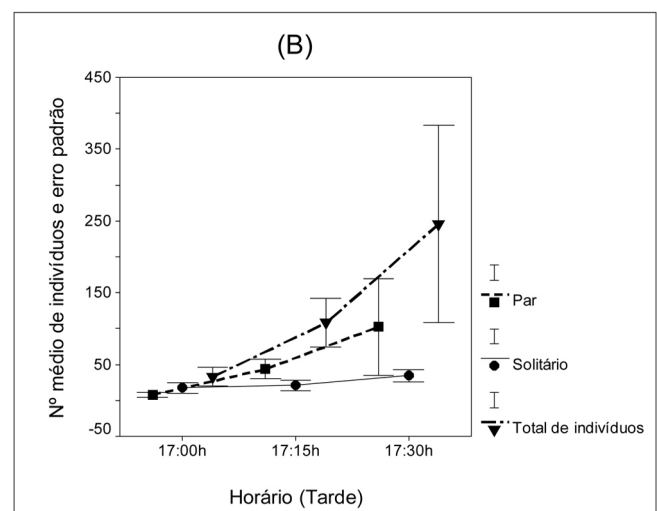 (B)
Nº médio de indivíduos e erro padrão
450
350
250
150
50
-50
17:00h 17:15h 17:30h
Horário (Tarde)
Par
Solitário
Total de indivíduos